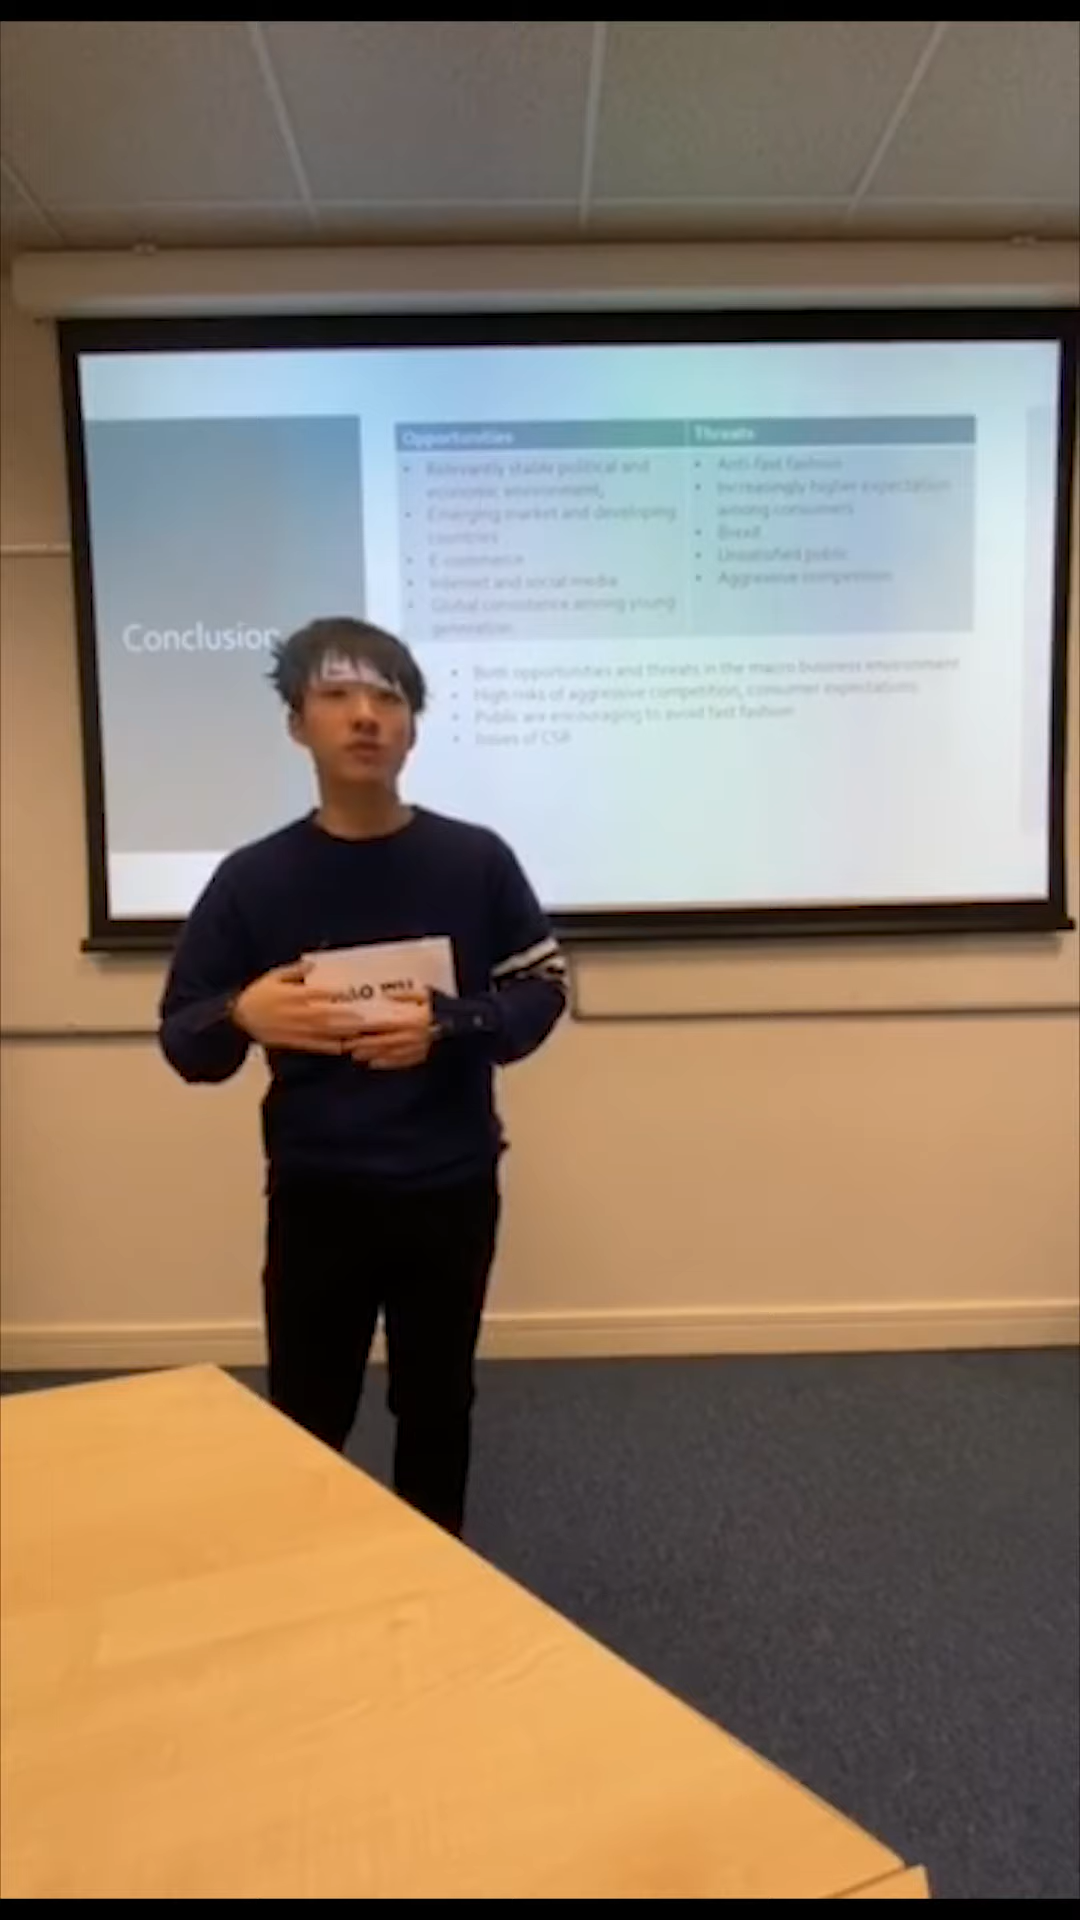 Conclusion
Opportunities
Relevantly stable political and
economic environment,
Emerging market and developing
countries
E-commerce
Internet and social media
Global consistence among young
generation
Threats
Anti-fast fashion
Increasingly higher expectation
among consumers
Brexit
Unsatisfied public
Aggressive competition
Both opportunities and threats in the macro business environment
High risks of aggressive competition, consumer expectations
Public are encouraging to avoid fast fashion
Issues of CSR